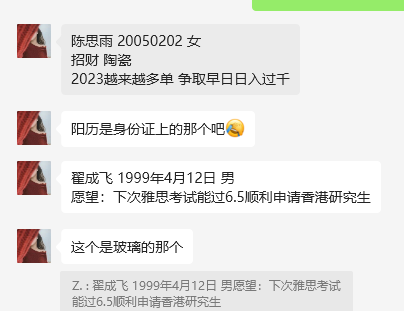 陈思雨 20050202 女
招财 陶瓷
2023越来越多单 争取早日日入过千
阳历是身份证上的那个吧😂
翟成飞 1999年4月12日 男
愿望：下次雅思考试能过6.5顺利申请香港研究生
这个是玻璃的那个
Z.：翟成飞 1999年4月12日 男愿望：下次雅思考试
能过6.5顺利申请香港研究生